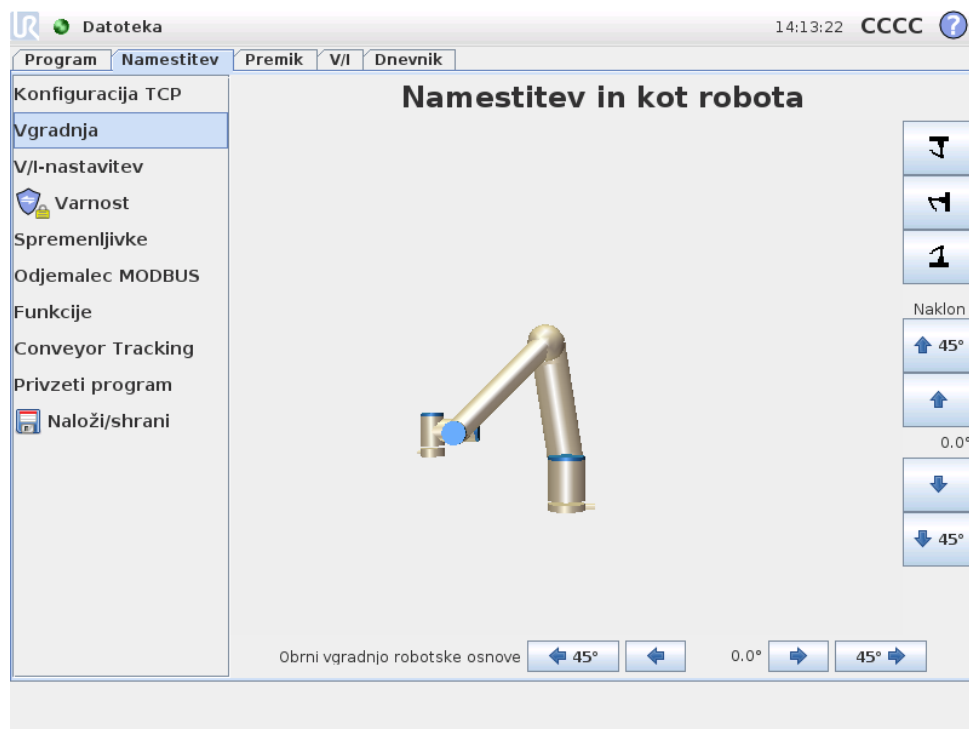 UR Datoteka 14:13:22 CCCC ?
Program Namestitev Premik V/I Dnevnik
Konfiguracija TCP
Vgradnja
V/I-nastavitev
Varnost
Spremenljivke
Odjemalec MODBUS
Funkcije
Conveyor Tracking
Privzeti program
Naloži/shrani
Namestitev in kot robota
Naklon
45°
0.0°
45°
Obrni vgradnjo robotske osnove 45° 0.0° 45°